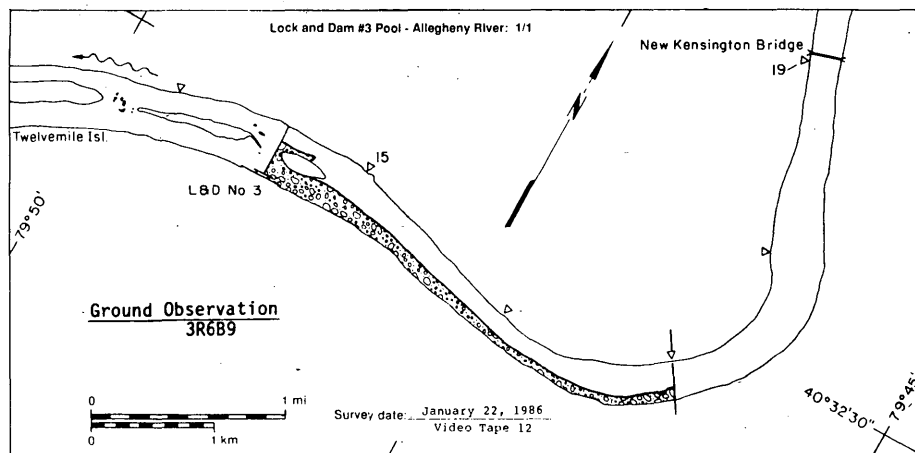 Lock and Dam #3 Pool - Allegheny River: 1/1
New Kensington Bridge
19
Twelvemile Isl.
15
L&D No 3
N
79°50'
Ground Observation
3R6B9
0 1 mi
0 1 km
Survey date: January 22, 1986
Video Tape 12
40°32'30"
79°45'